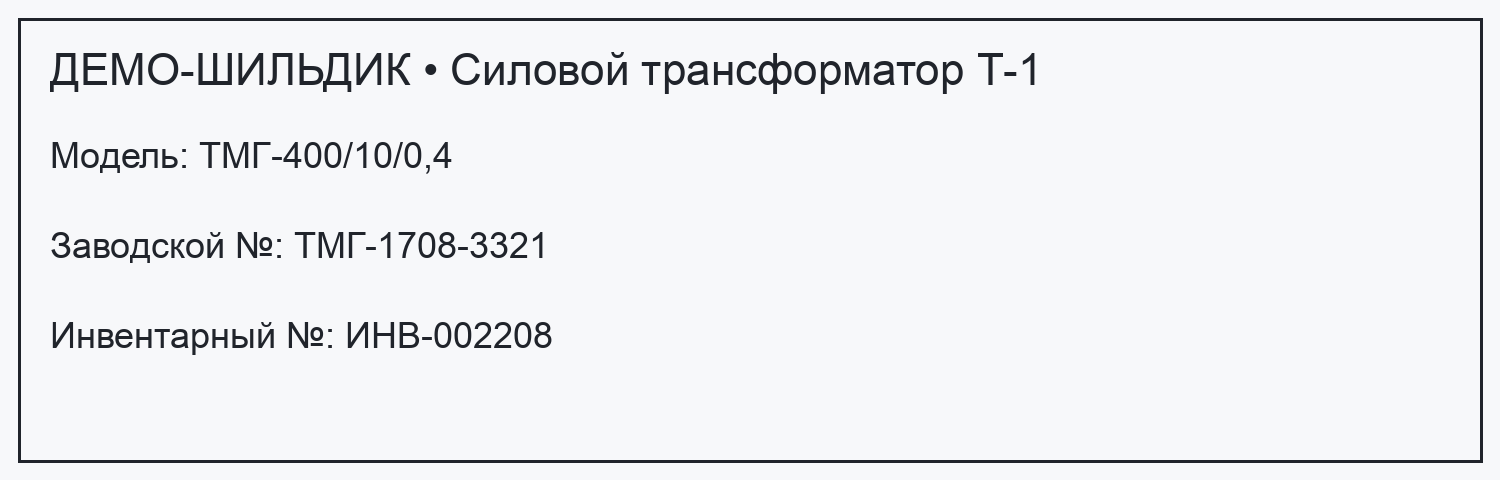 ДЕМО-ШИЛЬДИК • Силовой трансформатор Т-1
Модель: ТМГ-400/10/0,4
Заводской №: ТМГ-1708-3321
Инвентарный №: ИНВ-002208